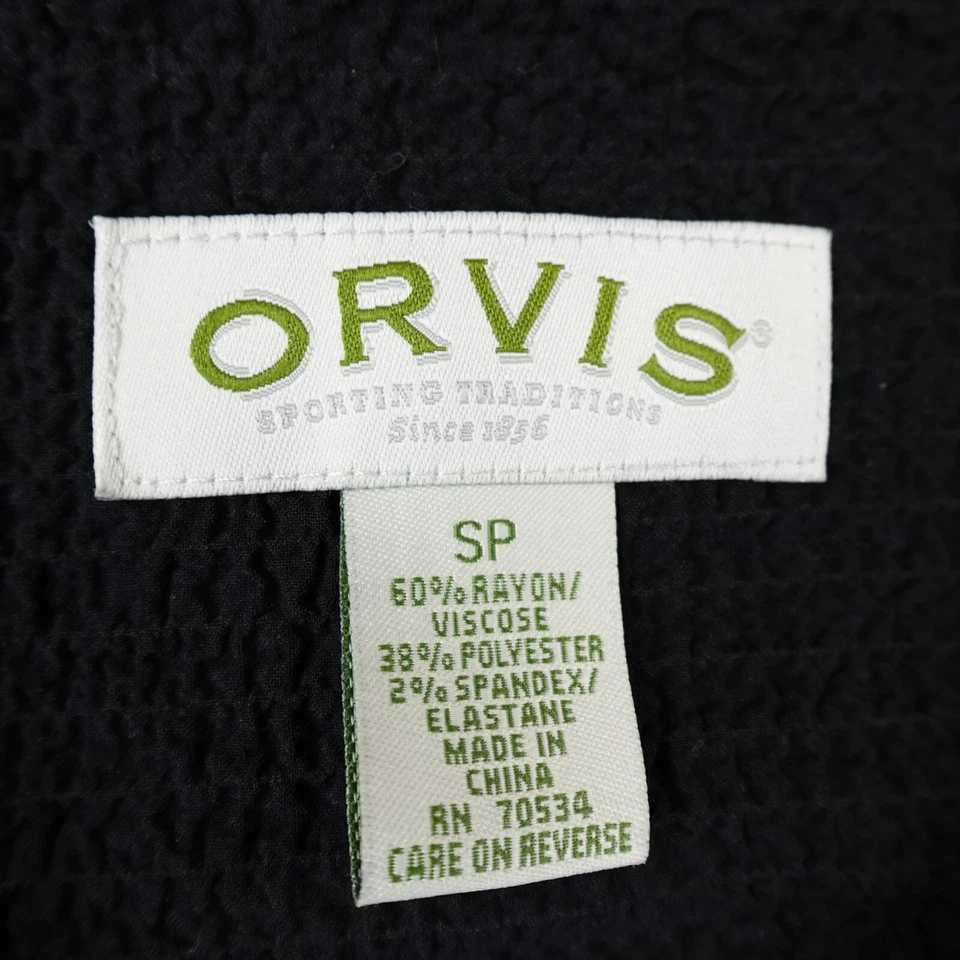 ORVIS®
SPORTING TRADITIONS
Since 1856
SP
60% RAYON/
VISCOSE
38% POLYESTER
2% SPANDEX/
ELASTANE
MADE IN
CHINA
RN 70534
CARE ON REVERSE